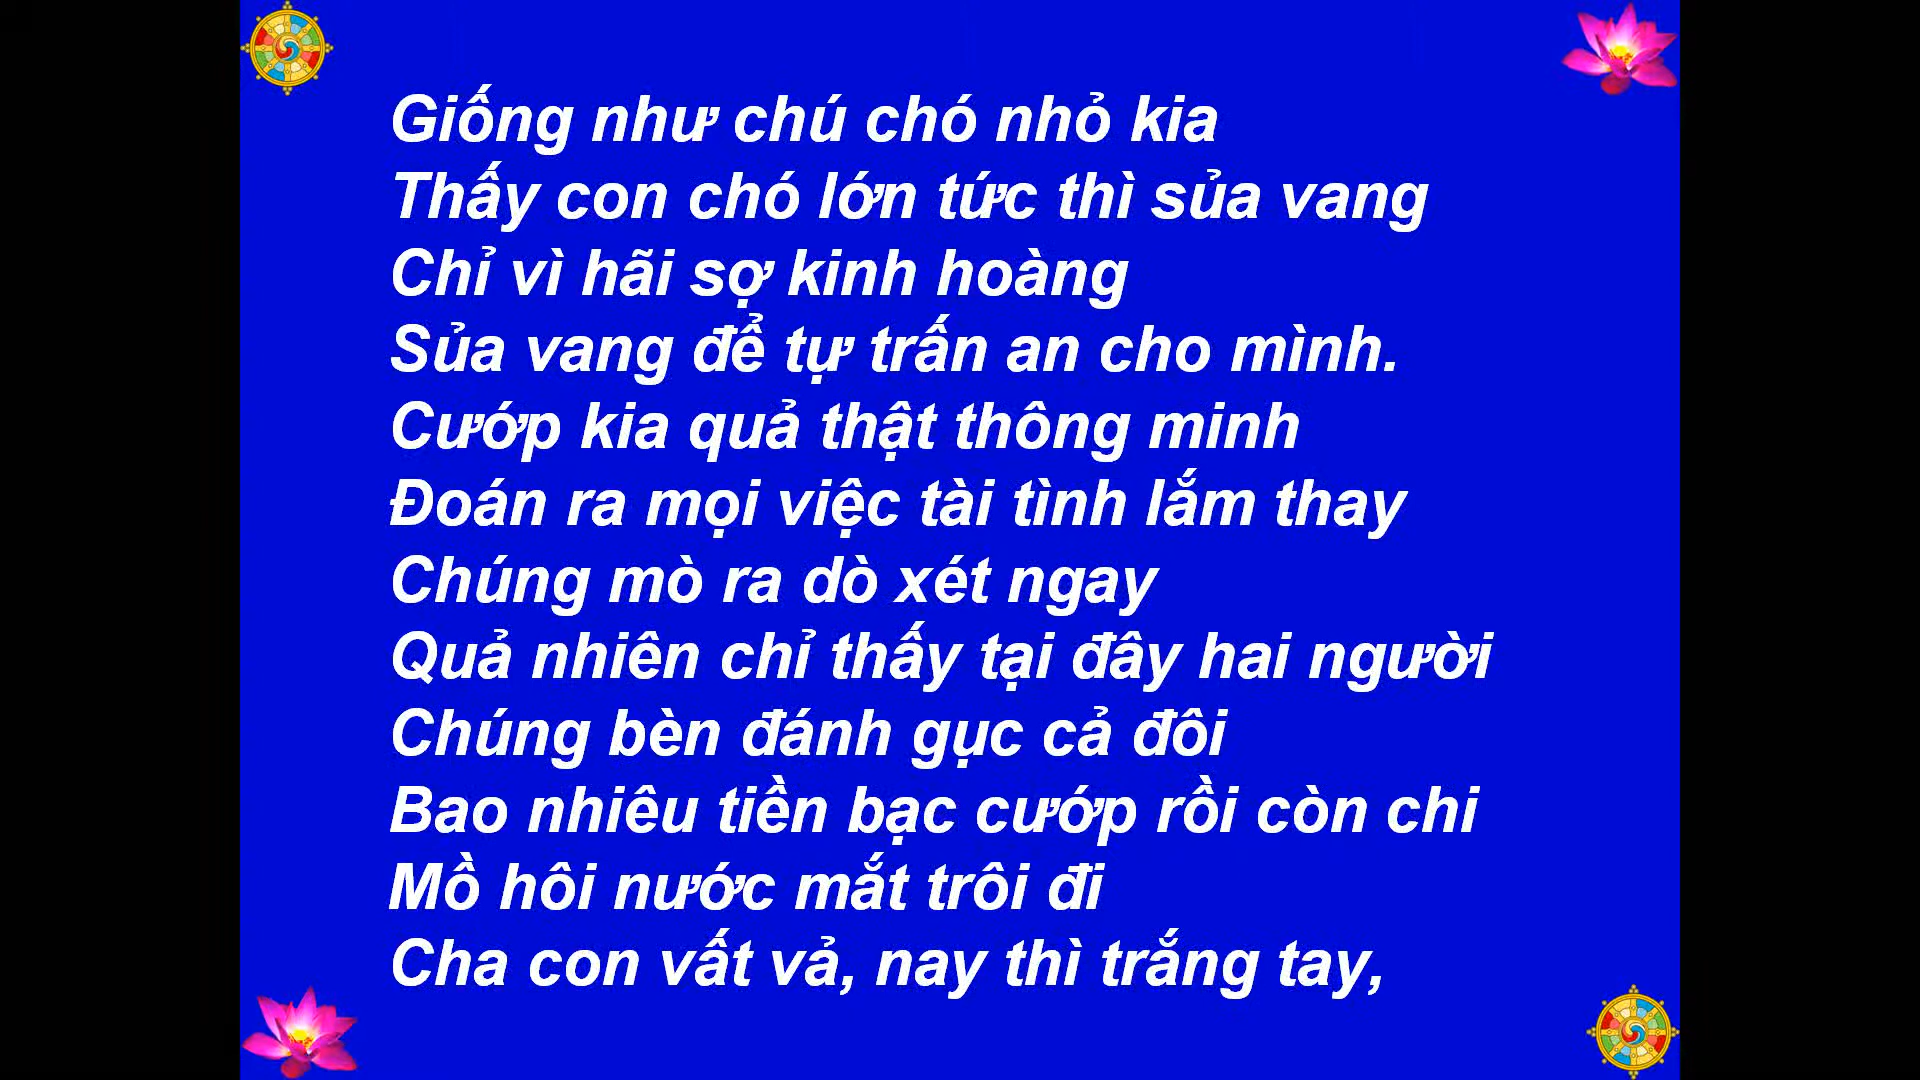 Giống như chú chó nhỏ kia
Thấy con chó lớn tức thì sủa vang
Chỉ vì hãi sợ kinh hoàng
Sủa vang để tự trấn an cho mình.
Cướp kia quả thật thông minh
Đoán ra mọi việc tài tình lắm thay
Chúng mò ra dò xét ngay
Quả nhiên chỉ thấy tại đây hai người
Chúng bèn đánh gục cả đôi
Bao nhiêu tiền bạc cướp rồi còn chi
Mồ hôi nước mắt trôi đi
Cha con vất vả, nay thì trắng tay,